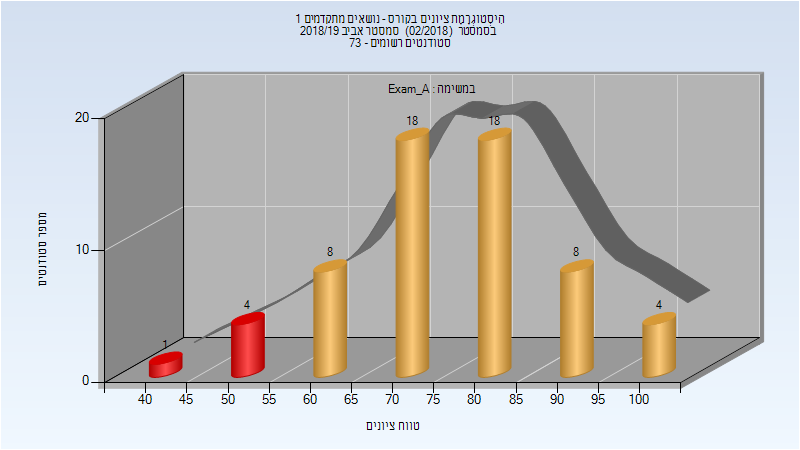 היסטוגרמת ציונים בקורס - נושאים מתקדמים 1
בסמסטר (02/2018) סמסטר אביב 2018/19
סטודנטים רשומים - 73
במשימה : Exam_A
מספר סטודנטים
20
10
0
1
4
8
18
18
8
4
40 45 50 55 60 65 70 75 80 85 90 95 100
טווח ציונים